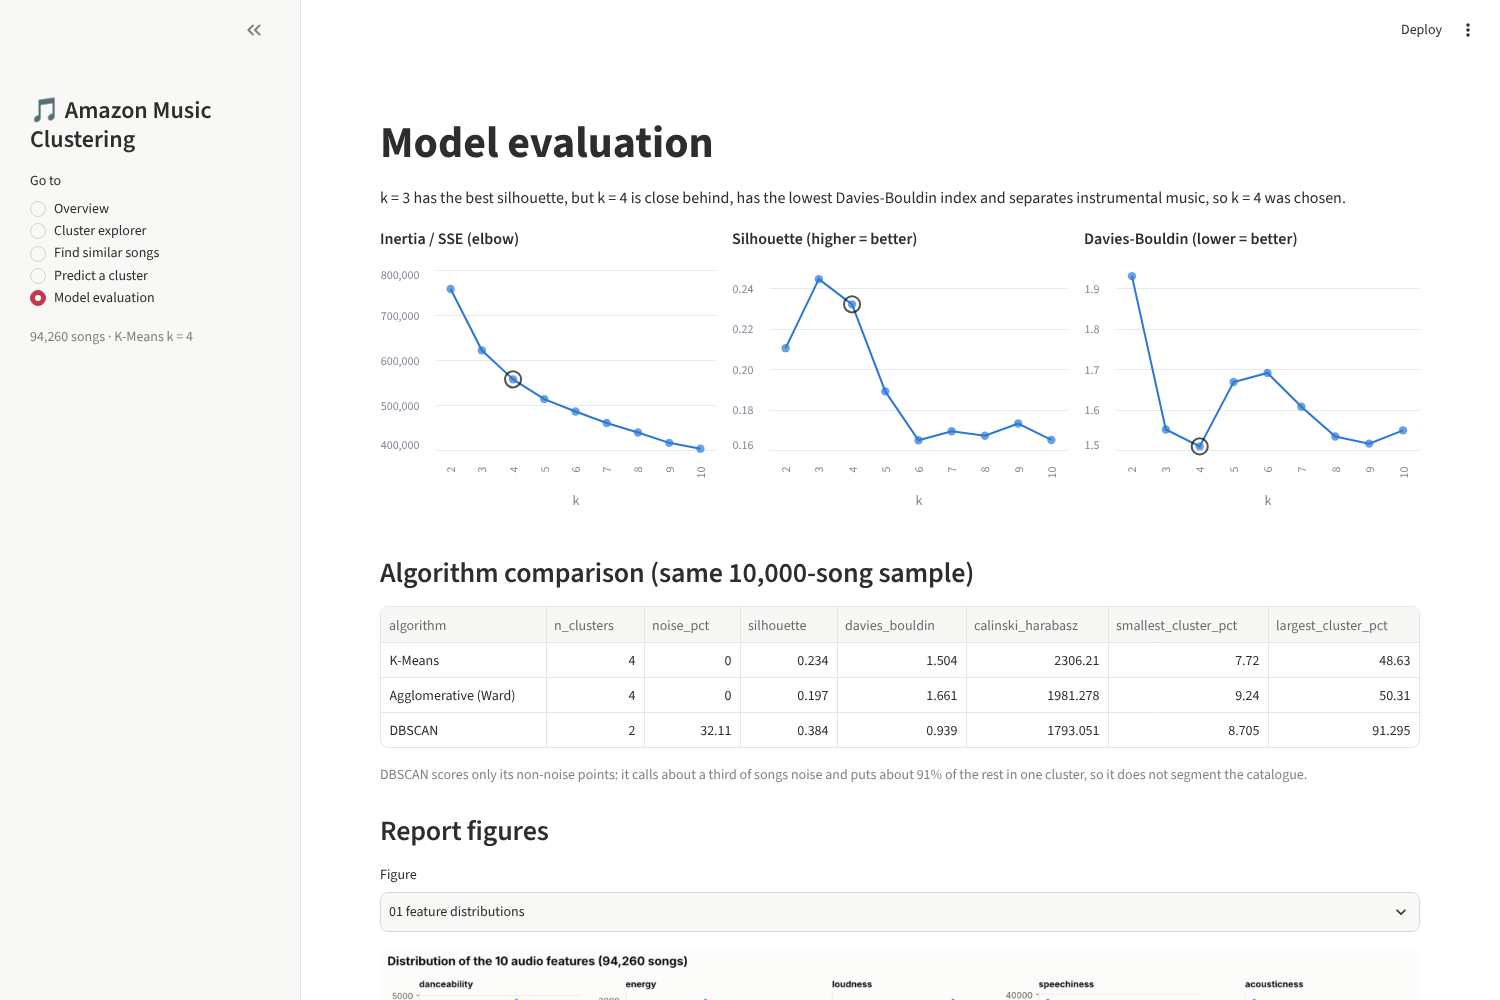 Deploy
🎵 Amazon Music
Clustering
Go to
Overview
Cluster explorer
Find similar songs
Predict a cluster
Model evaluation
94,260 songs · K-Means k = 4
Model evaluation
k = 3 has the best silhouette, but k = 4 is close behind, has the lowest Davies-Bouldin index and separates instrumental music, so k = 4 was chosen.
Inertia / SSE (elbow)
800,000
700,000
600,000
500,000
400,000
2 3 4 5 6 7 8 9 10
k
Silhouette (higher = better)
0.24
0.22
0.20
0.18
0.16
2 3 4 5 6 7 8 9 10
k
Davies-Bouldin (lower = better)
1.9
1.8
1.7
1.6
1.5
2 3 4 5 6 7 8 9 10
k
Algorithm comparison (same 10,000-song sample)
algorithm n_clusters noise_pct silhouette davies_bouldin calinski_harabasz smallest_cluster_pct largest_cluster_pct
K-Means 4 0 0.234 1.504 2306.21 7.72 48.63
Agglomerative (Ward) 4 0 0.197 1.661 1981.278 9.24 50.31
DBSCAN 2 32.11 0.384 0.939 1793.051 8.705 91.295
DBSCAN scores only its non-noise points: it calls about a third of songs noise and puts about 91% of the rest in one cluster, so it does not segment the catalogue.
Report figures
Figure
01 feature distributions
Distribution of the 10 audio features (94,260 songs)
danceability energy loudness speechiness acousticness
5000 40000